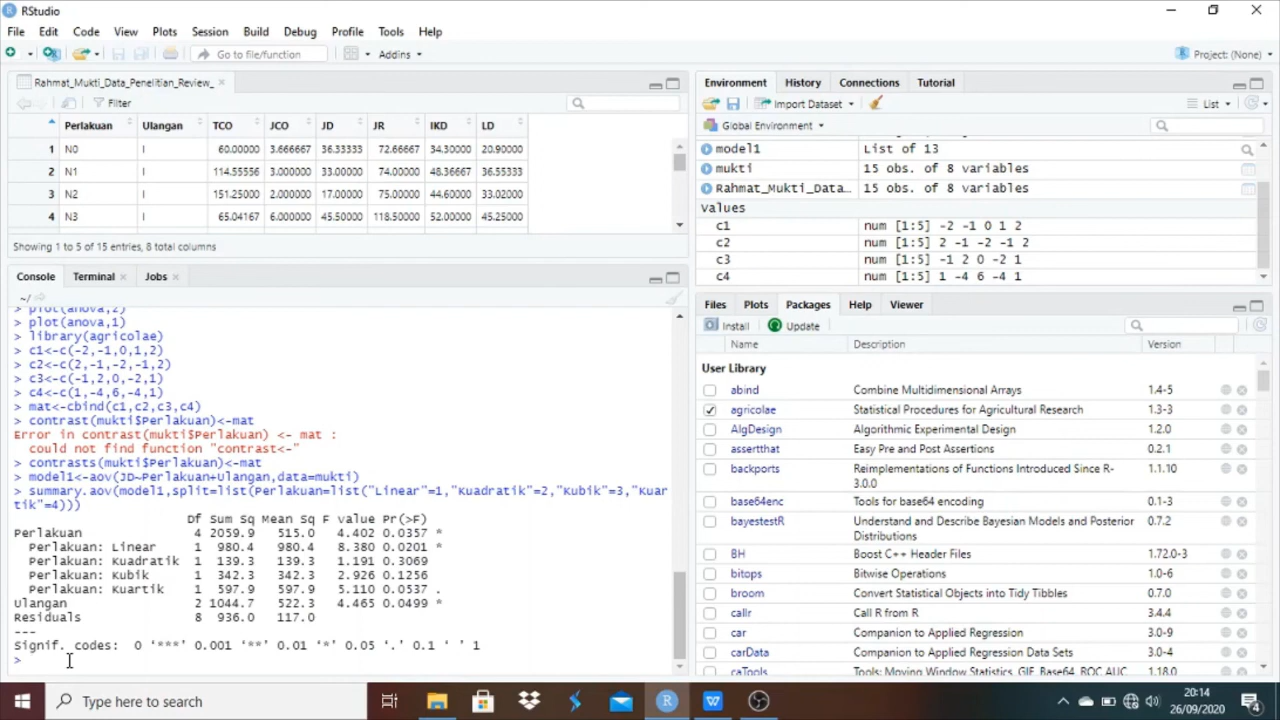 RStudio
File Edit Code View Plots Session Build Debug Profile Tools Help
Go to file/function Addins Project: (None)
Rahmat_Mukti_Data_Penelitian_Review_
Filter
Perlakuan Ulangan TCO JCO JD JR IKD LD
1 N0 I 60.00000 3.666667 36.33333 72.66667 34.30000 20.90000
2 N1 I 114.55556 3.000000 33.00000 74.00000 48.36667 36.55333
3 N2 I 151.25000 2.000000 17.00000 75.00000 44.60000 33.02000
4 N3 I 65.04167 6.000000 45.50000 118.50000 52.00000 45.25000
Showing 1 to 5 of 15 entries, 8 total columns
Console Terminal Jobs
~/
> plot(anova,2)
> plot(anova,1)
> library(agricolae)
> c1<-c(-2,-1,0,1,2)
> c2<-c(2,-1,-2,-1,2)
> c3<-c(-1,2,0,-2,1)
> c4<-c(1,-4,6,-4,1)
> mat<-cbind(c1,c2,c3,c4)
> contrast(mukti$Perlakuan)<-mat
Error in contrast(mukti$Perlakuan) <- mat :
could not find function "contrast<-"
> contrasts(mukti$Perlakuan)<-mat
> model1<-aov(JD~Perlakuan+Ulangan,data=mukti)
> summary.aov(model1,split=list(Perlakuan=list("Linear"=1,"Kuadratik"=2,"Kubik"=3,"Kuar
tik"=4)))
Df Sum Sq Mean Sq F value Pr(>F)
Perlakuan 4 2059.9 515.0 4.402 0.0357 *
Perlakuan: Linear 1 980.4 980.4 8.380 0.0201 *
Perlakuan: Kuadratik 1 139.3 139.3 1.191 0.3069
Perlakuan: Kubik 1 342.3 342.3 2.926 0.1256
Perlakuan: Kuartik 1 597.9 597.9 5.110 0.0537 .
Ulangan 2 1044.7 522.3 4.465 0.0499 *
Residuals 8 936.0 117.0
---
Signif. codes: 0 ‘***’ 0.001 ‘**’ 0.01 ‘*’ 0.05 ‘.’ 0.1 ‘ ’ 1
>
Environment History Connections Tutorial
Import Dataset List
Global Environment
model1 List of 13
mukti 15 obs. of 8 variables
Rahmat_Mukti_Data… 15 obs. of 8 variables
Values
c1 num [1:5] -2 -1 0 1 2
c2 num [1:5] 2 -1 -2 -1 2
c3 num [1:5] -1 2 0 -2 1
c4 num [1:5] 1 -4 6 -4 1
Files Plots Packages Help Viewer
Install Update
Name Description Version
User Library
abind Combine Multidimensional Arrays 1.4-5
agricolae Statistical Procedures for Agricultural Research 1.3-3
AlgDesign Algorithmic Experimental Design 1.2.0
assertthat Easy Pre and Post Assertions 0.2.1
backports Reimplementations of Functions Introduced Since R- 1.1.10
3.0.0
base64enc Tools for base64 encoding 0.1-3
bayestestR Understand and Describe Bayesian Models and Posterior 0.7.2
Distributions
BH Boost C++ Header Files 1.72.0-3
bitops Bitwise Operations 1.0-6
broom Convert Statistical Objects into Tidy Tibbles 0.7.0
callr Call R from R 3.4.4
car Companion to Applied Regression 3.0-9
carData Companion to Applied Regression Data Sets 3.0-4
caTools Tools: Moving Window Statistics, GIF, Base64, ROC AUC, 1.18.0
Type here to search
20:14
26/09/2020
4